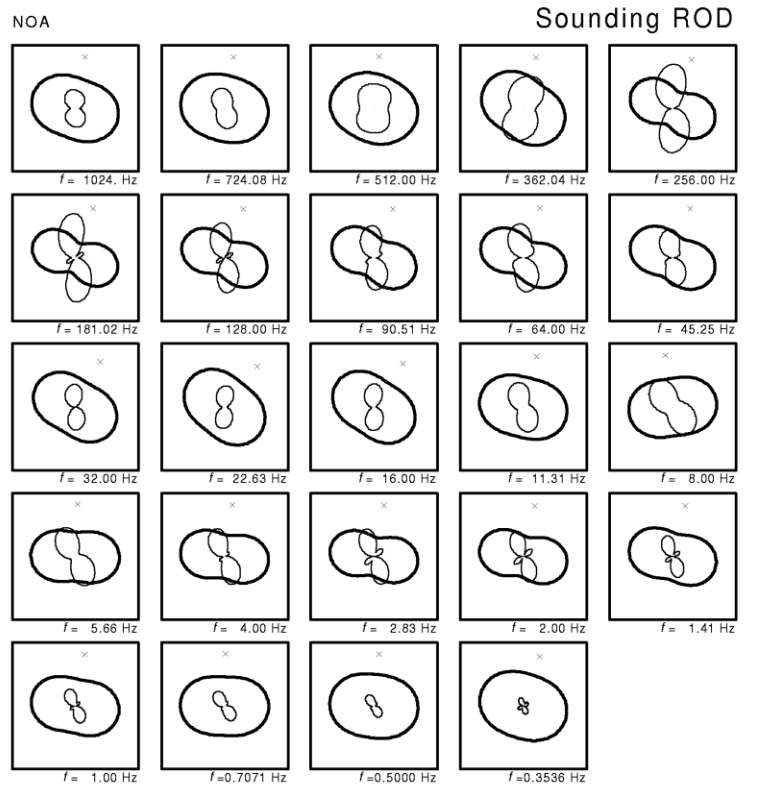 NOA
Sounding ROD
f = 1024. Hz
f = 724.08 Hz
f = 512.00 Hz
f = 362.04 Hz
f = 256.00 Hz
f = 181.02 Hz
f = 128.00 Hz
f = 90.51 Hz
f = 64.00 Hz
f = 45.25 Hz
f = 32.00 Hz
f = 22.63 Hz
f = 16.00 Hz
f = 11.31 Hz
f = 8.00 Hz
f = 5.66 Hz
f = 4.00 Hz
f = 2.83 Hz
f = 2.00 Hz
f = 1.41 Hz
f = 1.00 Hz
f =0.7071 Hz
f =0.5000 Hz
f =0.3536 Hz